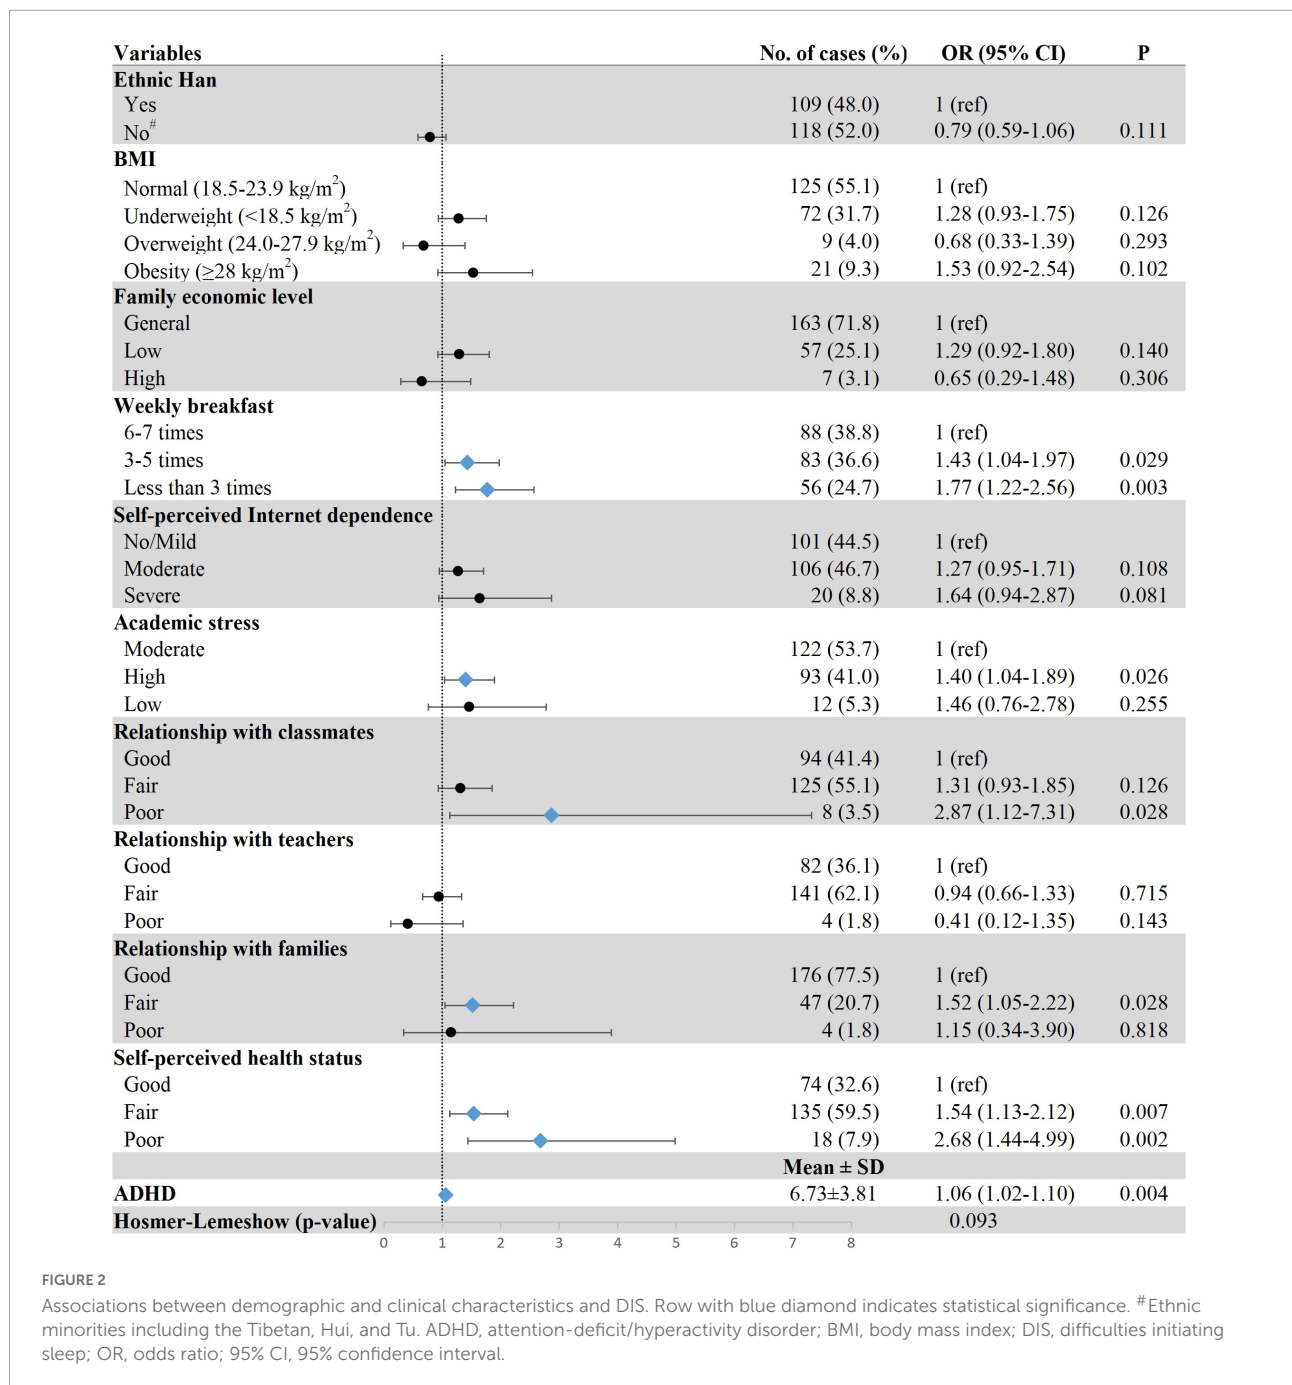 Variables No. of cases (%) OR (95% CI) P
Ethnic Han
Yes 109 (48.0) 1 (ref)
No# 118 (52.0) 0.79 (0.59-1.06) 0.111
BMI
Normal (18.5-23.9 kg/m2) 125 (55.1) 1 (ref)
Underweight (<18.5 kg/m2) 72 (31.7) 1.28 (0.93-1.75) 0.126
Overweight (24.0-27.9 kg/m2) 9 (4.0) 0.68 (0.33-1.39) 0.293
Obesity (≥28 kg/m2) 21 (9.3) 1.53 (0.92-2.54) 0.102
Family economic level
General 163 (71.8) 1 (ref)
Low 57 (25.1) 1.29 (0.92-1.80) 0.140
High 7 (3.1) 0.65 (0.29-1.48) 0.306
Weekly breakfast
6-7 times 88 (38.8) 1 (ref)
3-5 times 83 (36.6) 1.43 (1.04-1.97) 0.029
Less than 3 times 56 (24.7) 1.77 (1.22-2.56) 0.003
Self-perceived Internet dependence
No/Mild 101 (44.5) 1 (ref)
Moderate 106 (46.7) 1.27 (0.95-1.71) 0.108
Severe 20 (8.8) 1.64 (0.94-2.87) 0.081
Academic stress
Moderate 122 (53.7) 1 (ref)
High 93 (41.0) 1.40 (1.04-1.89) 0.026
Low 12 (5.3) 1.46 (0.76-2.78) 0.255
Relationship with classmates
Good 94 (41.4) 1 (ref)
Fair 125 (55.1) 1.31 (0.93-1.85) 0.126
Poor 8 (3.5) 2.87 (1.12-7.31) 0.028
Relationship with teachers
Good 82 (36.1) 1 (ref)
Fair 141 (62.1) 0.94 (0.66-1.33) 0.715
Poor 4 (1.8) 0.41 (0.12-1.35) 0.143
Relationship with families
Good 176 (77.5) 1 (ref)
Fair 47 (20.7) 1.52 (1.05-2.22) 0.028
Poor 4 (1.8) 1.15 (0.34-3.90) 0.818
Self-perceived health status
Good 74 (32.6) 1 (ref)
Fair 135 (59.5) 1.54 (1.13-2.12) 0.007
Poor 18 (7.9) 2.68 (1.44-4.99) 0.002
Mean ± SD
ADHD 6.73±3.81 1.06 (1.02-1.10) 0.004
Hosmer-Lemeshow (p-value) 0.093
0 1 2 3 4 5 6 7 8
FIGURE 2
Associations between demographic and clinical characteristics and DIS. Row with blue diamond indicates statistical significance. #Ethnic
minorities including the Tibetan, Hui, and Tu. ADHD, attention-deficit/hyperactivity disorder; BMI, body mass index; DIS, difficulties initiating
sleep; OR, odds ratio; 95% CI, 95% confidence interval.